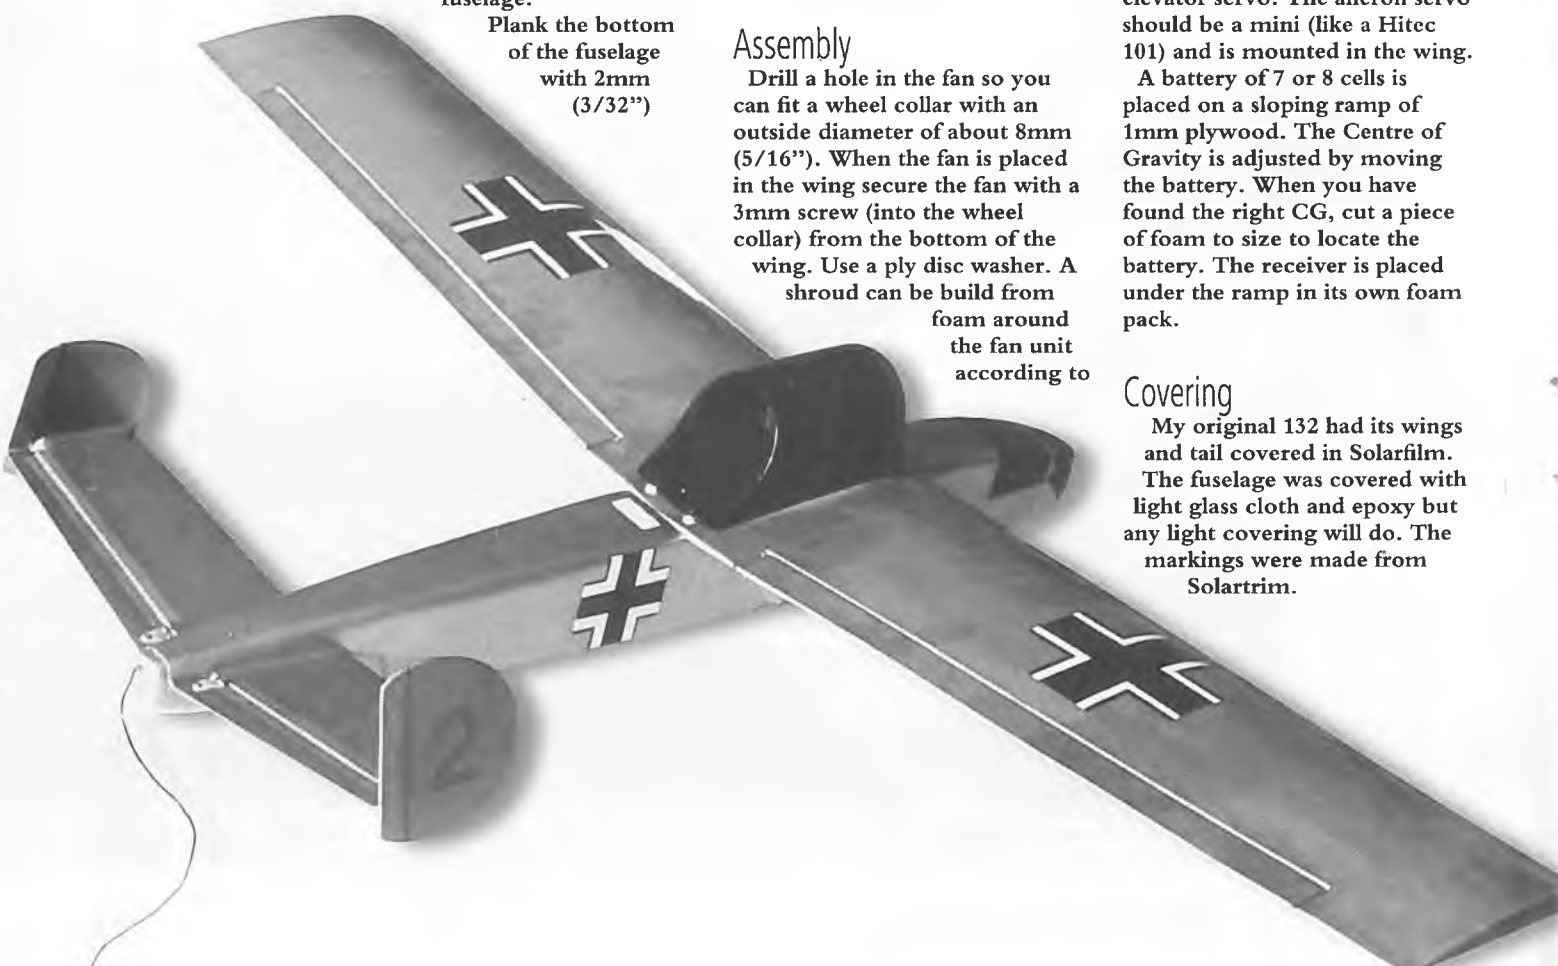 fuselage.
Plank the bottom
of the fuselage
with 2mm
(3/32”)
Assembly
Drill a hole in the fan so you
can fit a wheel collar with an
outside diameter of about 8mm
(5/16”). When the fan is placed
in the wing secure the fan with a
3mm screw (into the wheel
collar) from the bottom of the
wing. Use a ply disc washer. A
shroud can be build from
foam around
the fan unit
according to
elevator servo. The aileron servo
should be a mini (like a Hitec
101) and is mounted in the wing.
A battery of 7 or 8 cells is
placed on a sloping ramp of
1mm plywood. The Centre of
Gravity is adjusted by moving
the battery. When you have
found the right CG, cut a piece
of foam to size to locate the
battery. The receiver is placed
under the ramp in its own foam
pack.
Covering
My original 132 had its wings
and tail covered in Solarfilm.
The fuselage was covered with
light glass cloth and epoxy but
any light covering will do. The
markings were made from
Solartrim.
2